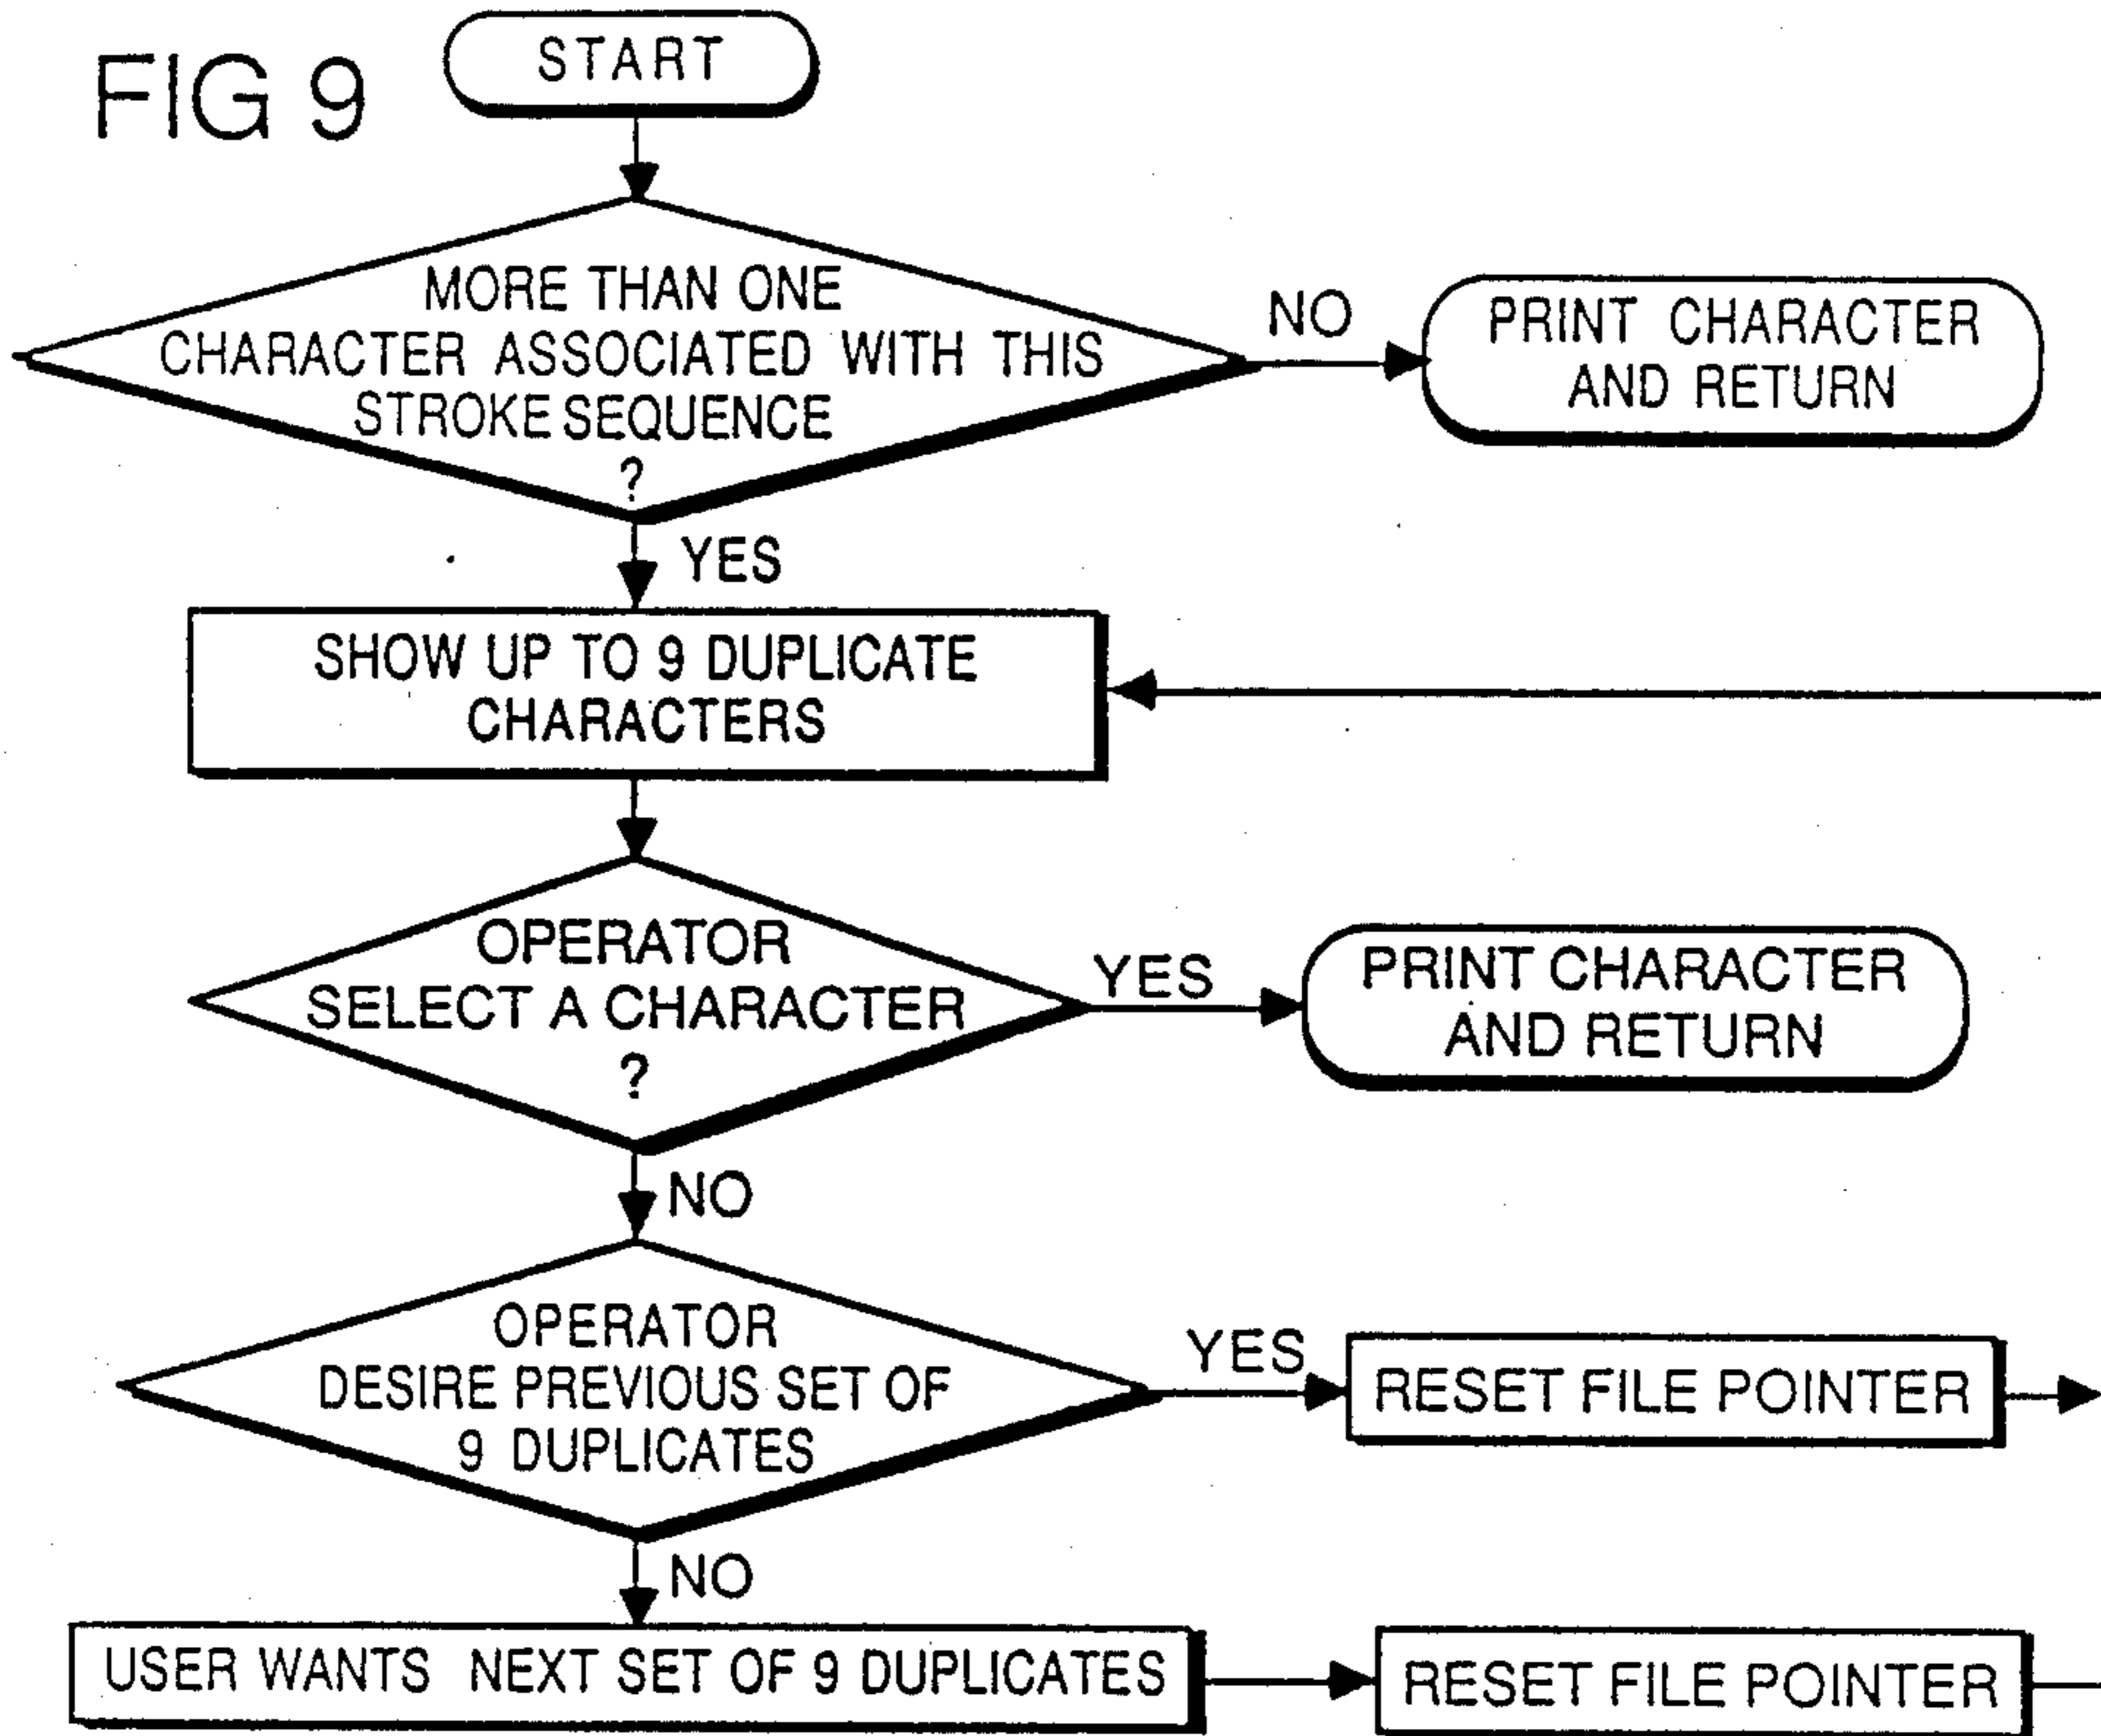 FIG 9
START
MORE THAN ONE
CHARACTER ASSOCIATED WITH THIS
STROKE SEQUENCE
?
NO
PRINT CHARACTER
AND RETURN
YES
SHOW UP TO 9 DUPLICATE
CHARACTERS
OPERATOR
SELECT A CHARACTER
?
YES
PRINT CHARACTER
AND RETURN
NO
OPERATOR
DESIRE PREVIOUS SET OF
9 DUPLICATES
YES
RESET FILE POINTER
NO
USER WANTS NEXT SET OF 9 DUPLICATES
RESET FILE POINTER